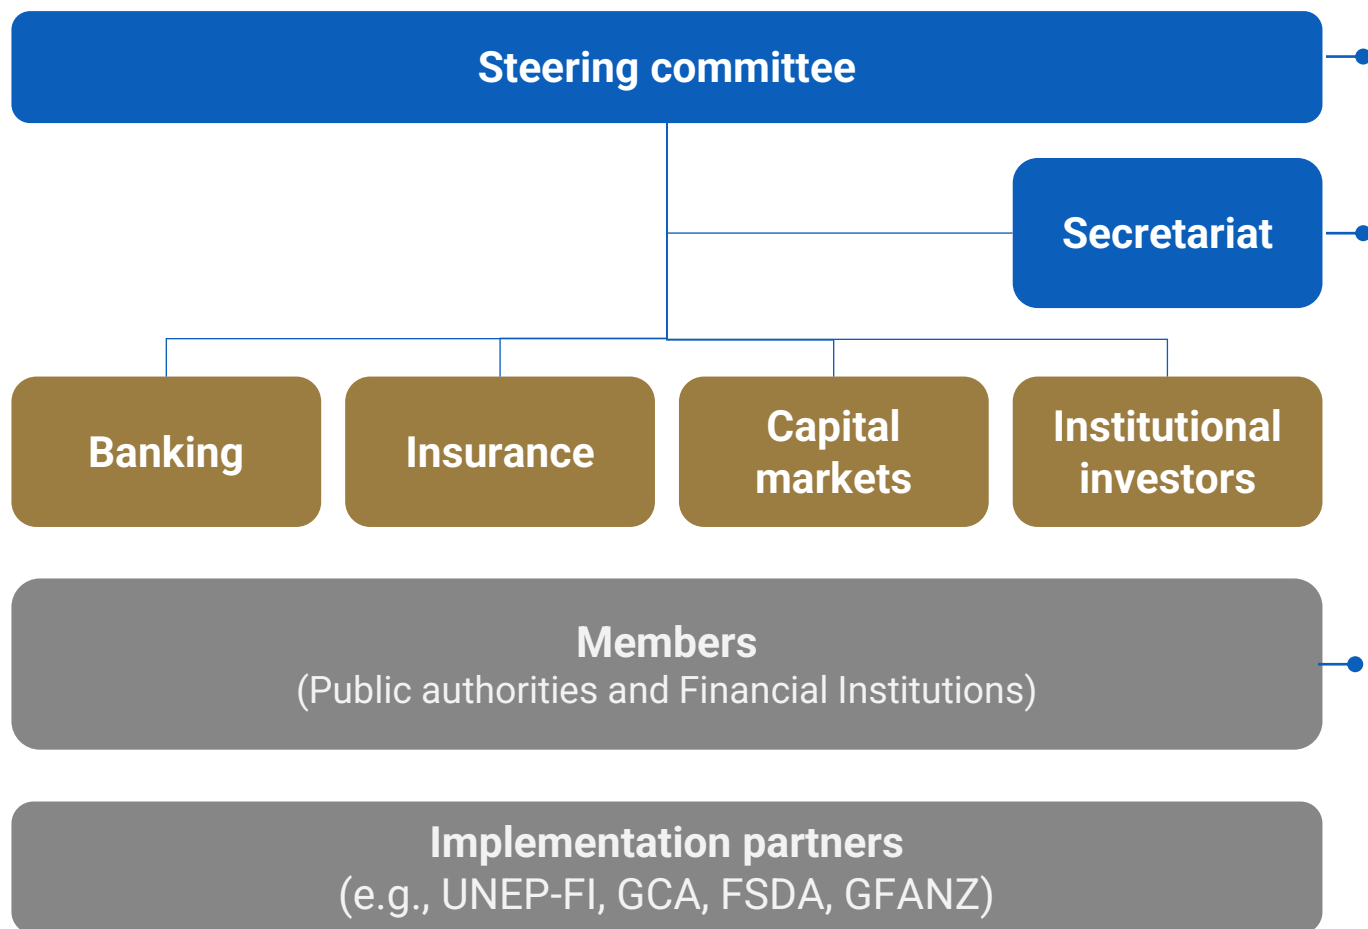 Steering committee
Secretariat
Banking
Insurance
Capital
markets
Institutional
investors
Members
(Public authorities and Financial Institutions)
Implementation partners
(e.g., UNEP-FI, GCA, FSDA, GFANZ)